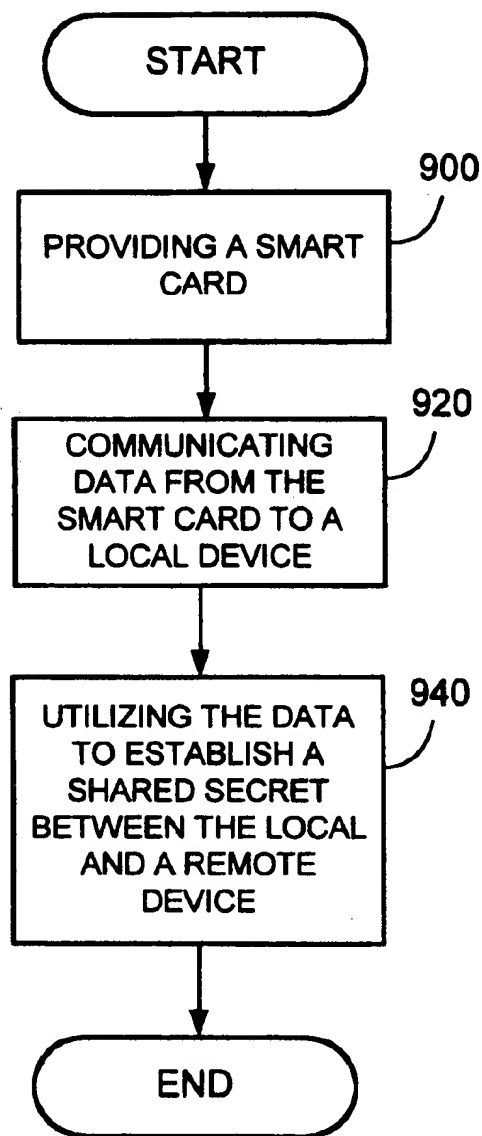 START
900
PROVIDING A SMART
CARD
920
COMMUNICATING
DATA FROM THE
SMART CARD TO A
LOCAL DEVICE
940
UTILIZING THE DATA
TO ESTABLISH A
SHARED SECRET
BETWEEN THE LOCAL
AND A REMOTE
DEVICE
END